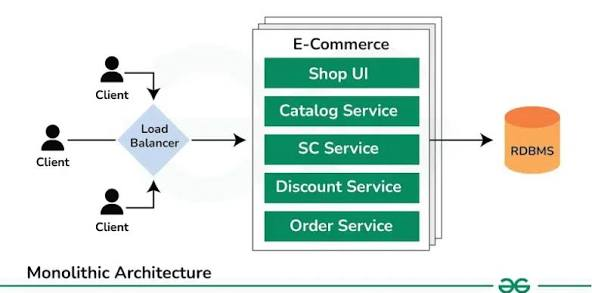 E-Commerce
Shop UI
Client
Catalog Service
Load
Balancer
Client
SC Service
RDBMS
Discount Service
Client
Order Service
Monolithic Architecture